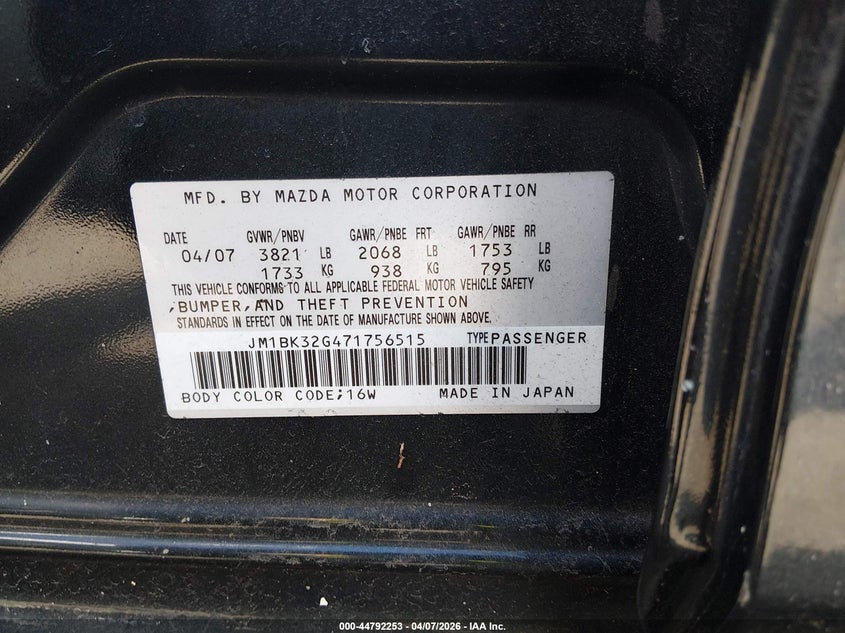 MFD. BY MAZDA MOTOR CORPORATION
DATE GVWR/PNBV GAWR/PNBE FRT GAWR/PNBE RR
04/07 3821 LB 2068 LB 1753 LB
1733 KG 938 KG 795 KG
THIS VEHICLE CONFORMS TO ALL APPLICABLE FEDERAL MOTOR VEHICLE SAFETY
,BUMPER,AND THEFT PREVENTION
STANDARDS IN EFFECT ON THE DATE OF MANUFACTURE SHOWN ABOVE.
JM1BK32G471756515 TYPE PASSENGER
BODY COLOR CODE;16W MADE IN JAPAN
000-44792253 - 04/07/2026 - IAA Inc.